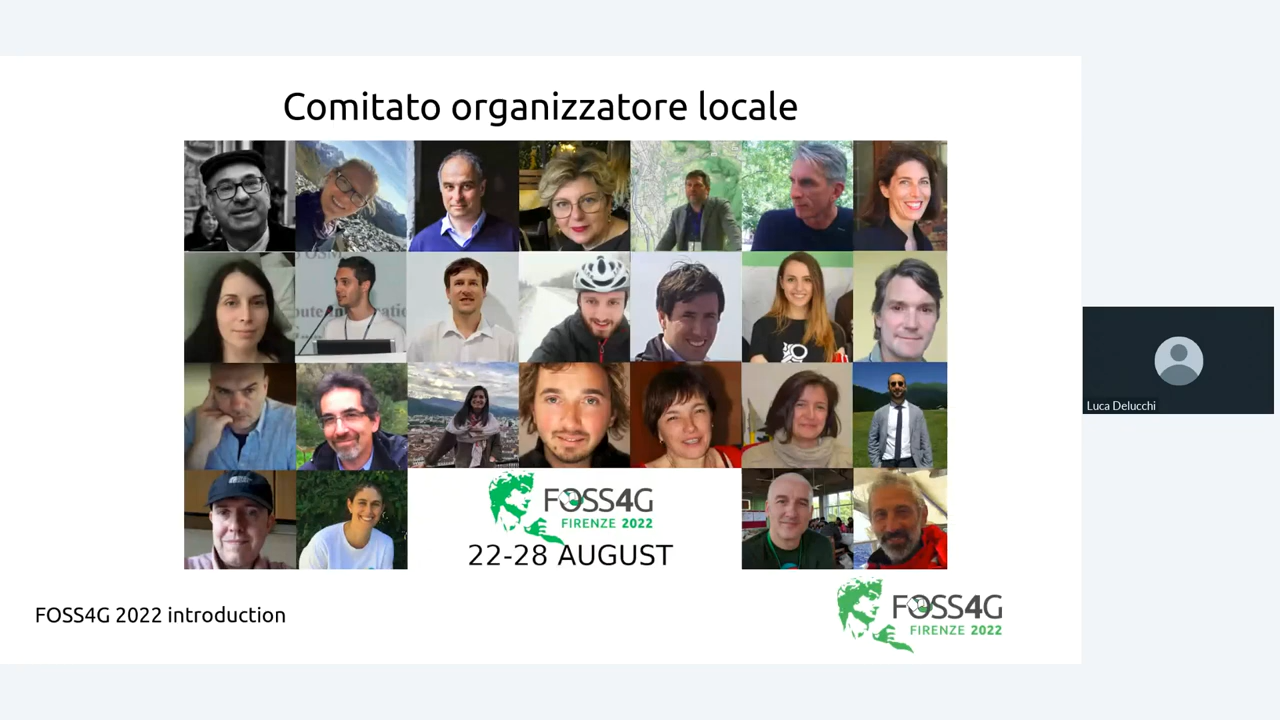 Comitato organizzatore locale
FOSS4G
FIRENZE 2022
22-28 AUGUST
FOSS4G 2022 introduction
FOSS4G
FIRENZE 2022
Luca Delucchi